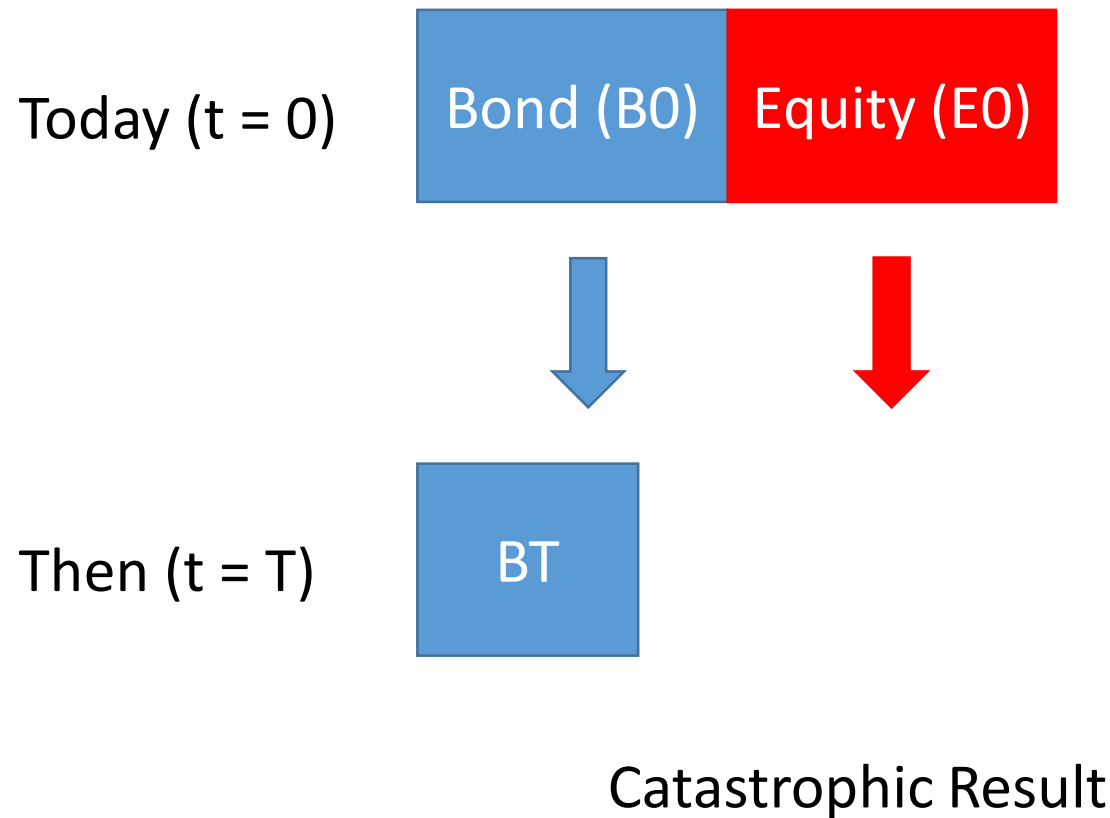 Today (t = 0)
Bond (B0)
Equity (E0)
Then (t = T)
BT
Catastrophic Result